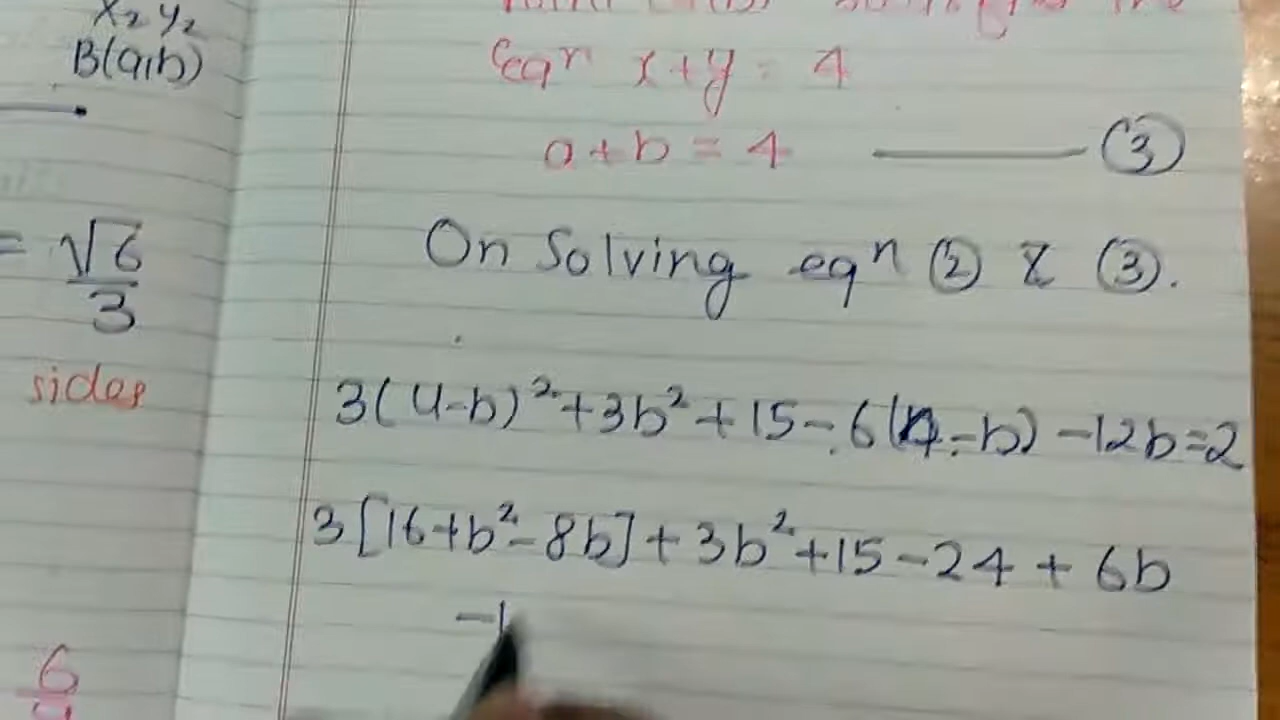 x₂ y₂
B(a,b)
= √6/3
sides
6
eqⁿ x+y = 4
a+b = 4 ——— ③
On Solving eqⁿ ② & ③.
3(4-b)²+3b²+15-6(4-b)-12b=2
3[16+b²-8b]+3b²+15-24+6b
-1